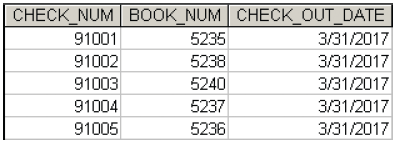 CHECK_NUM BOOK_NUM CHECK_OUT_DATE
91001 5235 3/31/2017
91002 5238 3/31/2017
91003 5240 3/31/2017
91004 5237 3/31/2017
91005 5236 3/31/2017